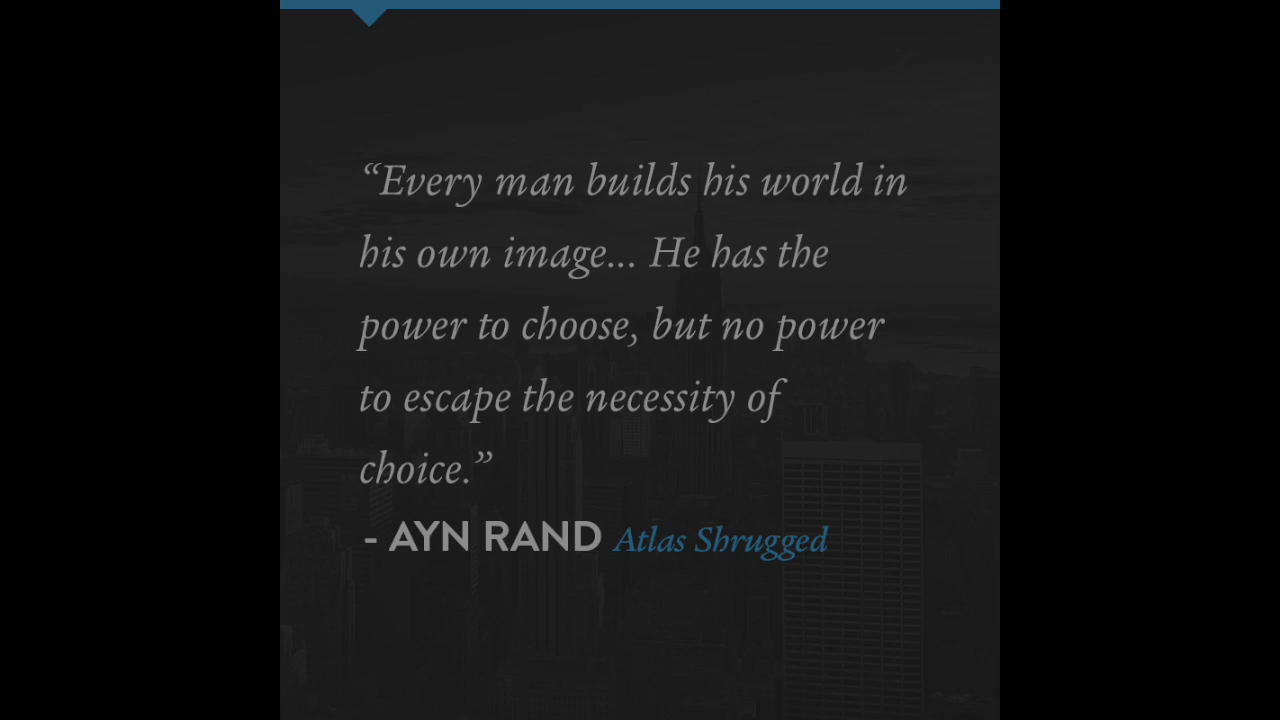 “Every man builds his world in
his own image... He has the
power to choose, but no power
to escape the necessity of
choice.”
- AYN RAND Atlas Shrugged